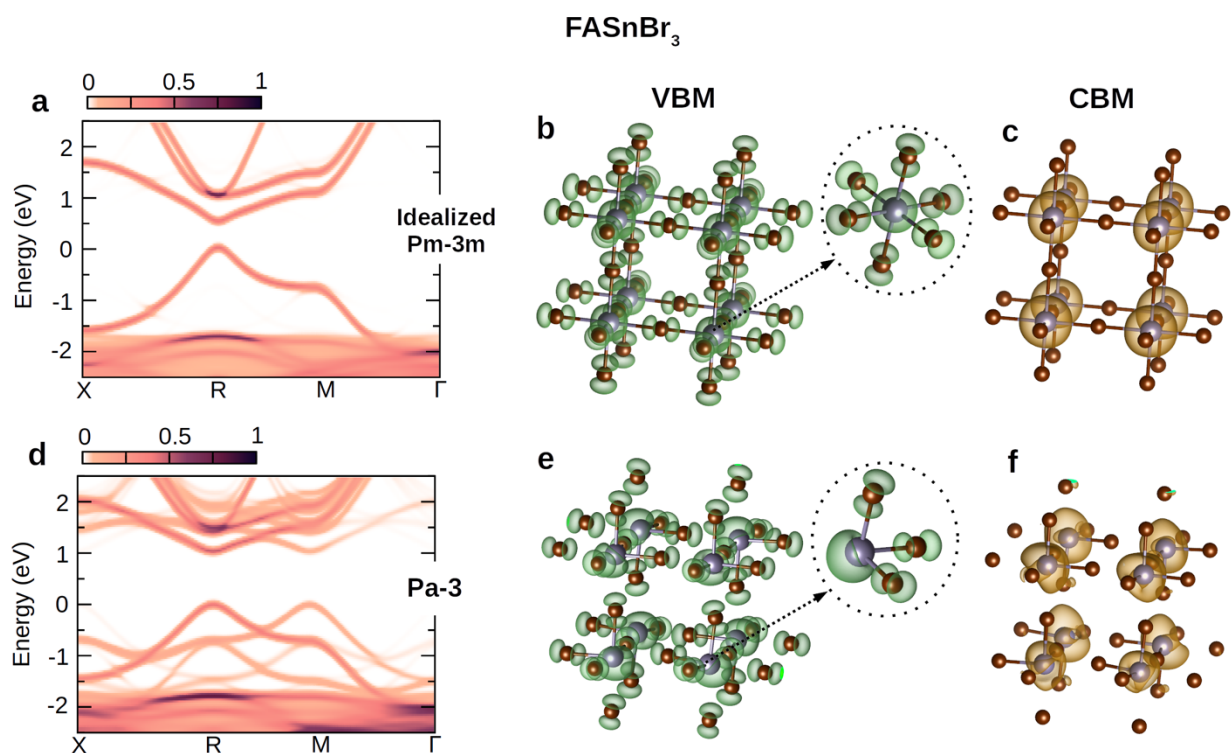 FASnBr3
VBM
CBM
a
0 0.5 1
Energy (eV)
2
1
0
-1
-2
X R M Γ
Idealized
Pm-3m
b
c
d
0 0.5 1
Energy (eV)
2
1
0
-1
-2
X R M Γ
Pa-3
e
f